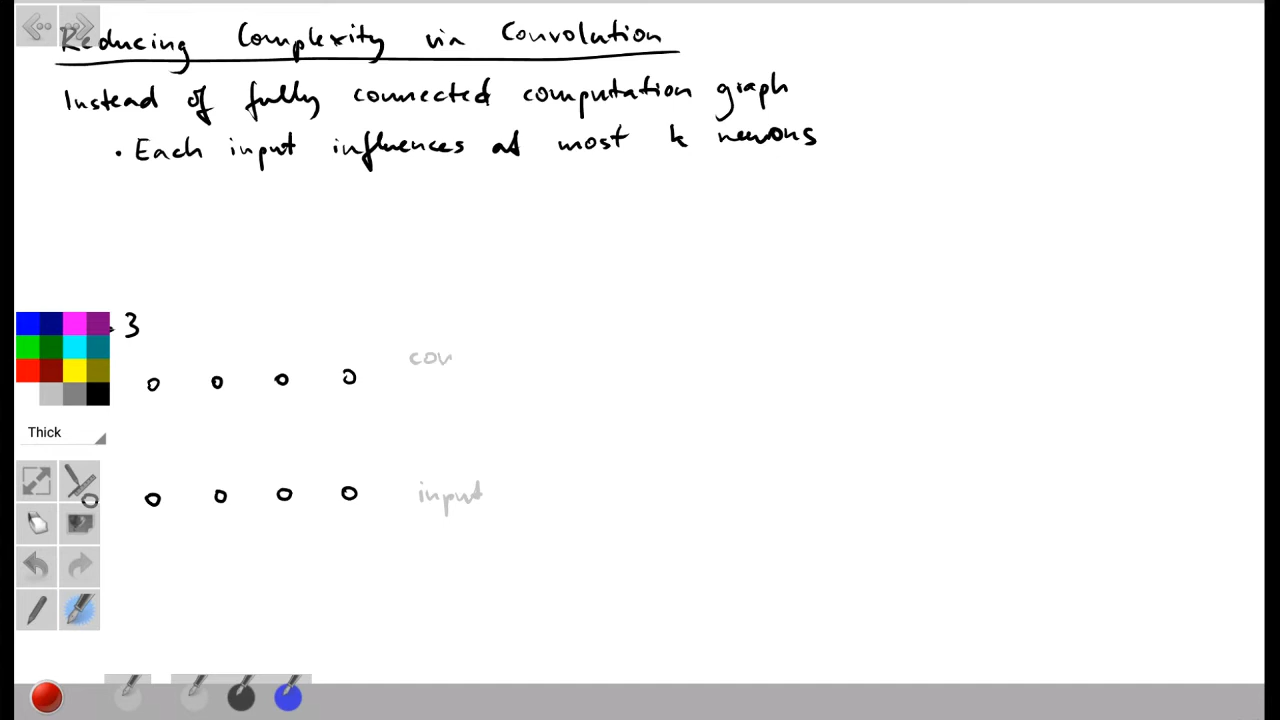 Reducing Complexity via Convolution
Instead of fully connected computation graph
• Each input influences at most k neurons
3
cov
Thick
input